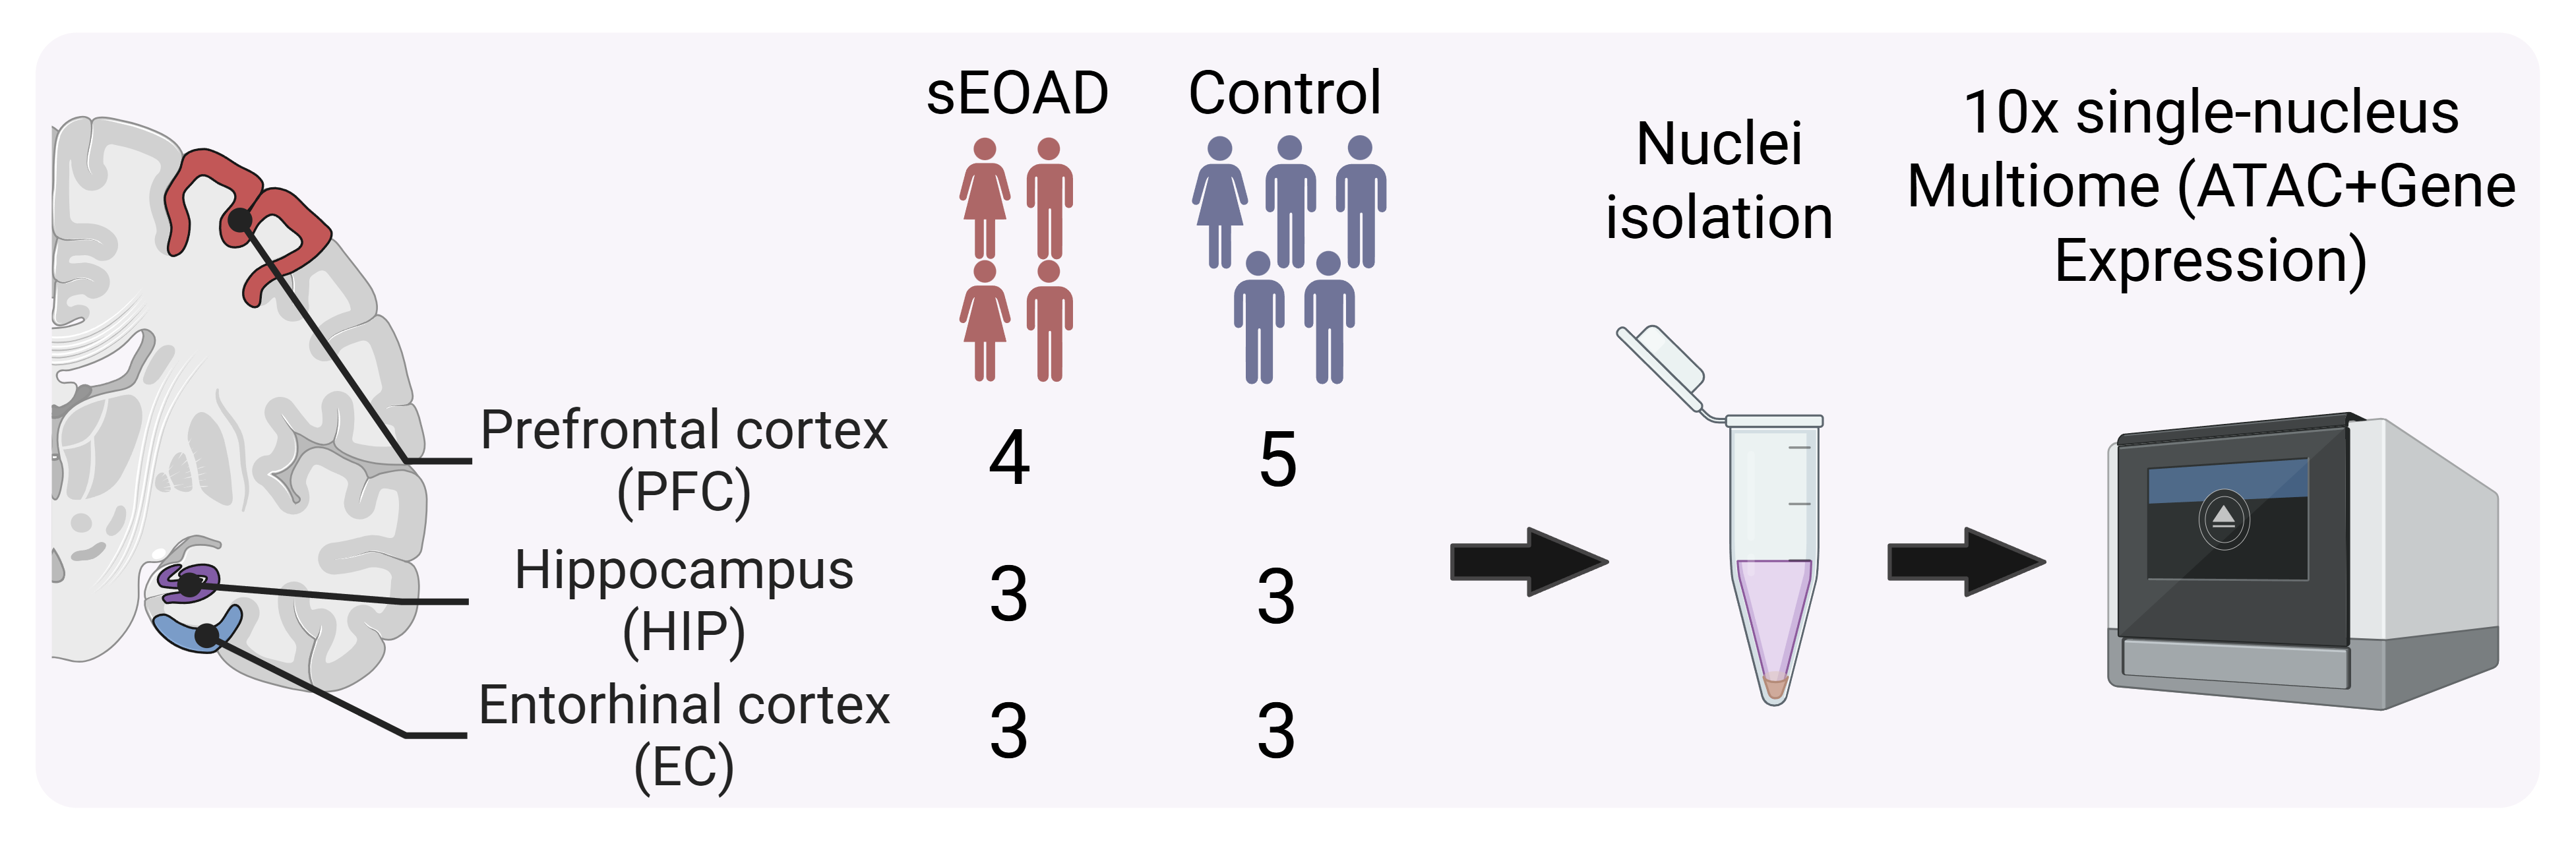 sEOAD
Control
Nuclei
isolation
10x single-nucleus
Multiome (ATAC+Gene
Expression)
Prefrontal cortex
(PFC)
4
5
Hippocampus
(HIP)
3
3
Entorhinal cortex
(EC)
3
3